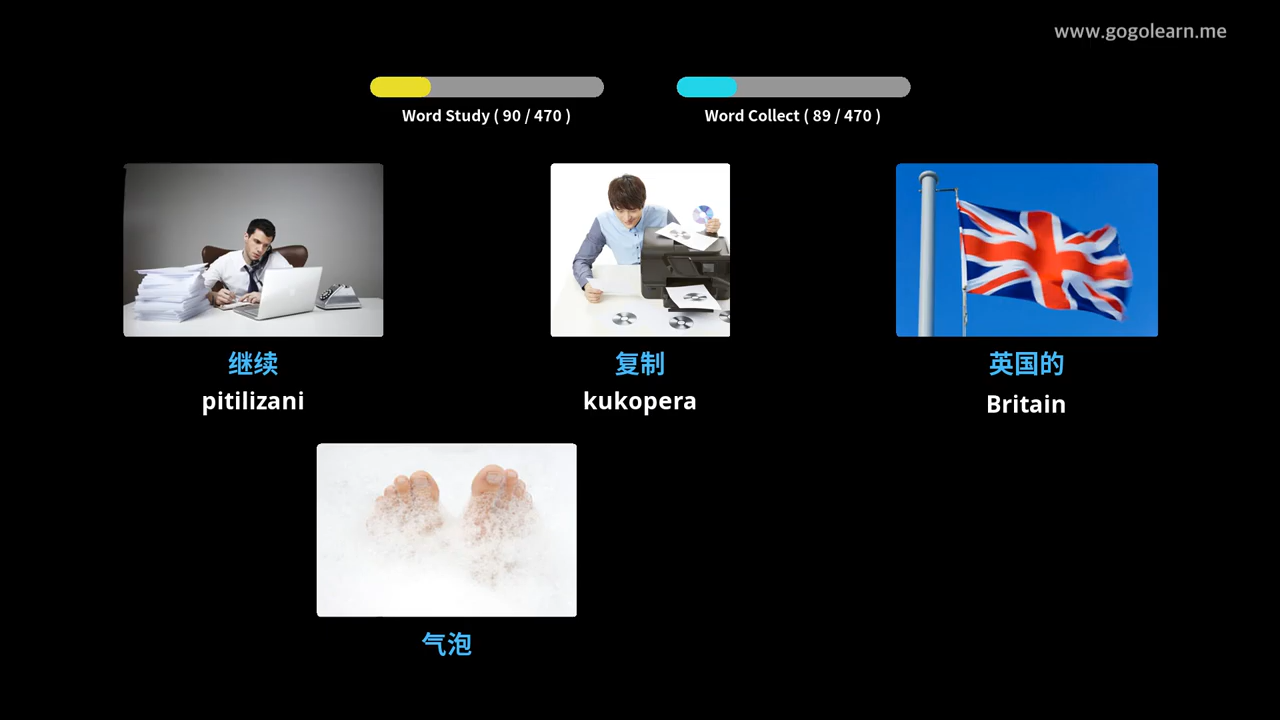 www.gogolearn.me
Word Study ( 90 / 470 )
Word Collect ( 89 / 470 )
继续
pitilizani
复制
kukopera
英国的
Britain
气泡